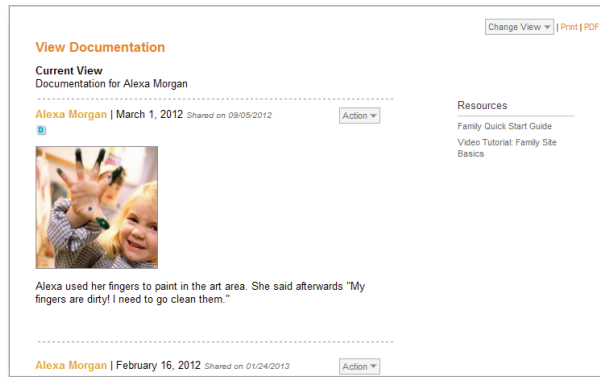 Change View | Print | PDF
View Documentation
Current View
Documentation for Alexa Morgan
Alexa Morgan | March 1, 2012 Shared on 09/05/2012
Action
D
Alexa used her fingers to paint in the art area. She said afterwards "My
fingers are dirty! I need to go clean them."
Alexa Morgan | February 16, 2012 Shared on 01/24/2013
Action
Resources
Family Quick Start Guide
Video Tutorial: Family Site
Basics